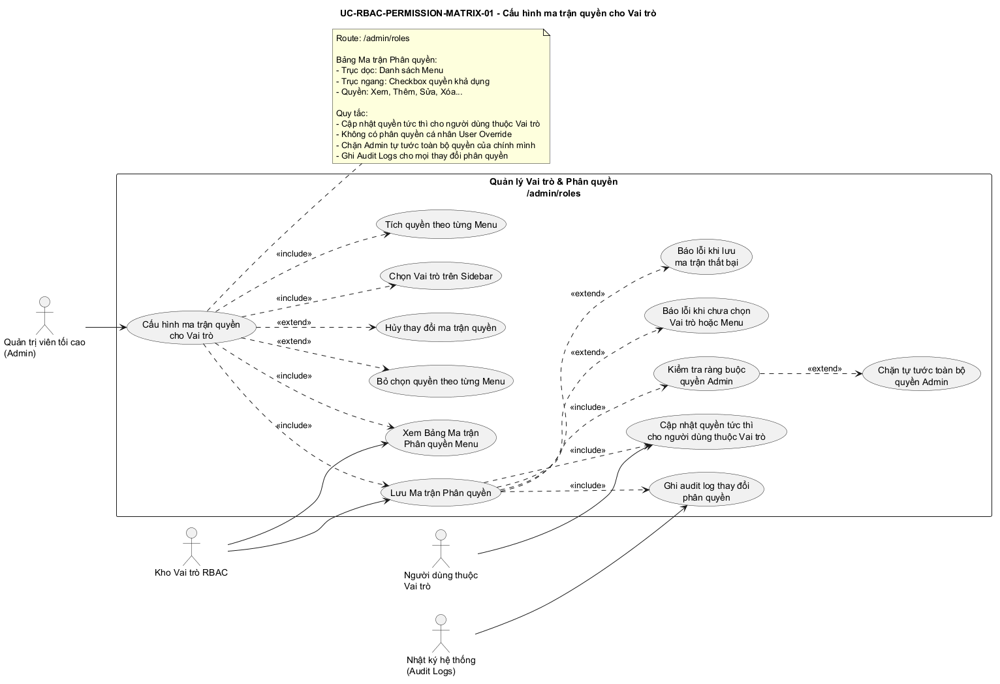 UC-RBAC-PERMISSION-MATRIX-01 - Cấu hình ma trận quyền cho Vai trò
Route: /admin/roles
Bảng Ma trận Phân quyền:
- Trục dọc: Danh sách Menu
- Trục ngang: Checkbox quyền khả dụng
- Quyền: Xem, Thêm, Sửa, Xóa...
Quy tắc:
- Cập nhật quyền tức thì cho người dùng thuộc Vai trò
- Không có phân quyền cá nhân User Override
- Chặn Admin tự tước toàn bộ quyền của chính mình
- Ghi Audit Logs cho mọi thay đổi phân quyền
Quản lý Vai trò & Phân quyền
/admin/roles
Tích quyền theo từng Menu
«include»
Chọn Vai trò trên Sidebar
«include»
Hủy thay đổi ma trận quyền
«extend»
Bỏ chọn quyền theo từng Menu
«extend»
Xem Bảng Ma trận
Phân quyền Menu
«include»
Lưu Ma trận Phân quyền
«include»
Cấu hình ma trận quyền
cho Vai trò
Quản trị viên tối cao
(Admin)
Báo lỗi khi lưu
ma trận thất bại
«extend»
Báo lỗi khi chưa chọn
Vai trò hoặc Menu
«extend»
Kiểm tra ràng buộc
quyền Admin
«include»
«extend»
Chặn tự tước toàn bộ
quyền Admin
Cập nhật quyền tức thì
cho người dùng thuộc Vai trò
«include»
Ghi audit log thay đổi
phân quyền
«include»
Kho Vai trò RBAC
Người dùng thuộc
Vai trò
Nhật ký hệ thống
(Audit Logs)